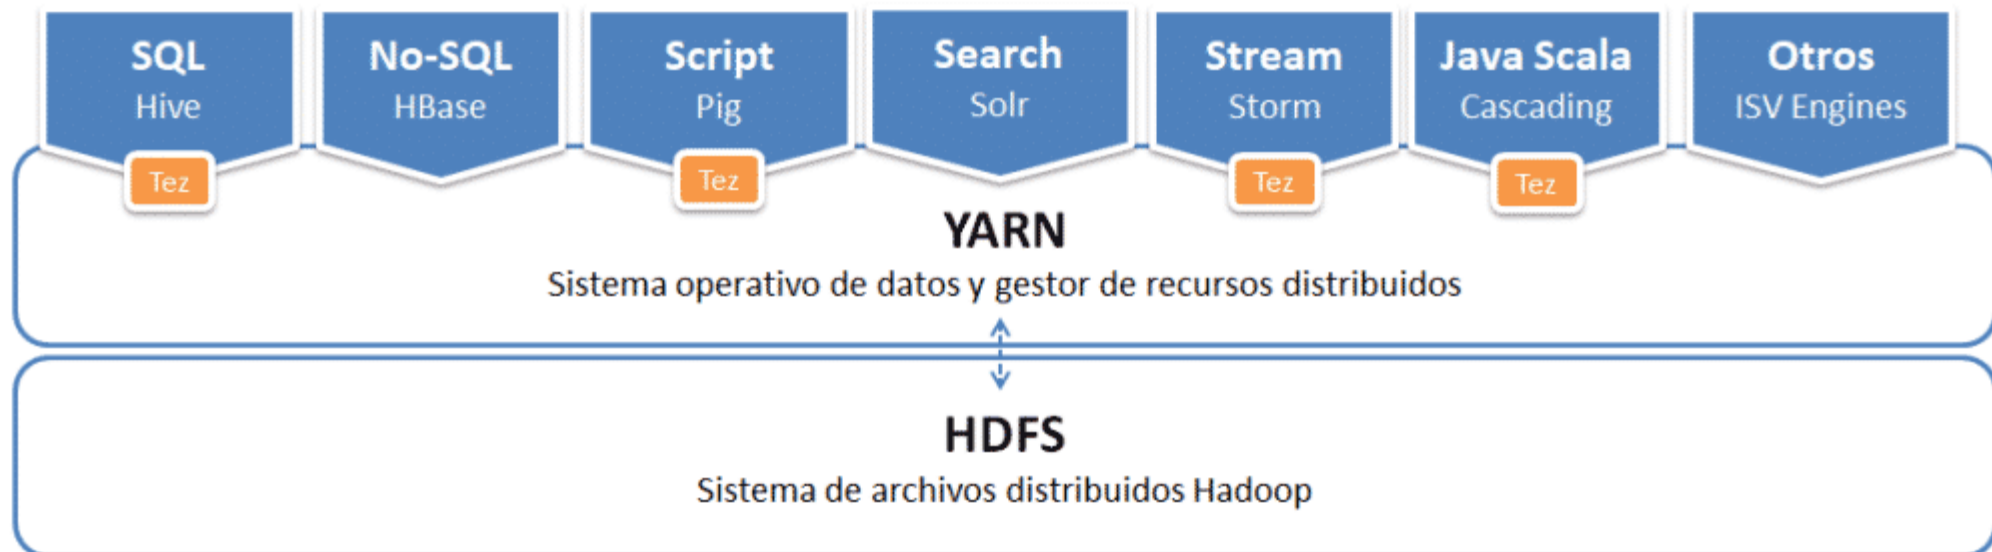 SQL
Hive
No-SQL
HBase
Script
Pig
Search
Solr
Stream
Storm
Java Scala
Cascading
Otros
ISV Engines
Tez
Tez
Tez
Tez
YARN
Sistema operativo de datos y gestor de recursos distribuidos
HDFS
Sistema de archivos distribuidos Hadoop